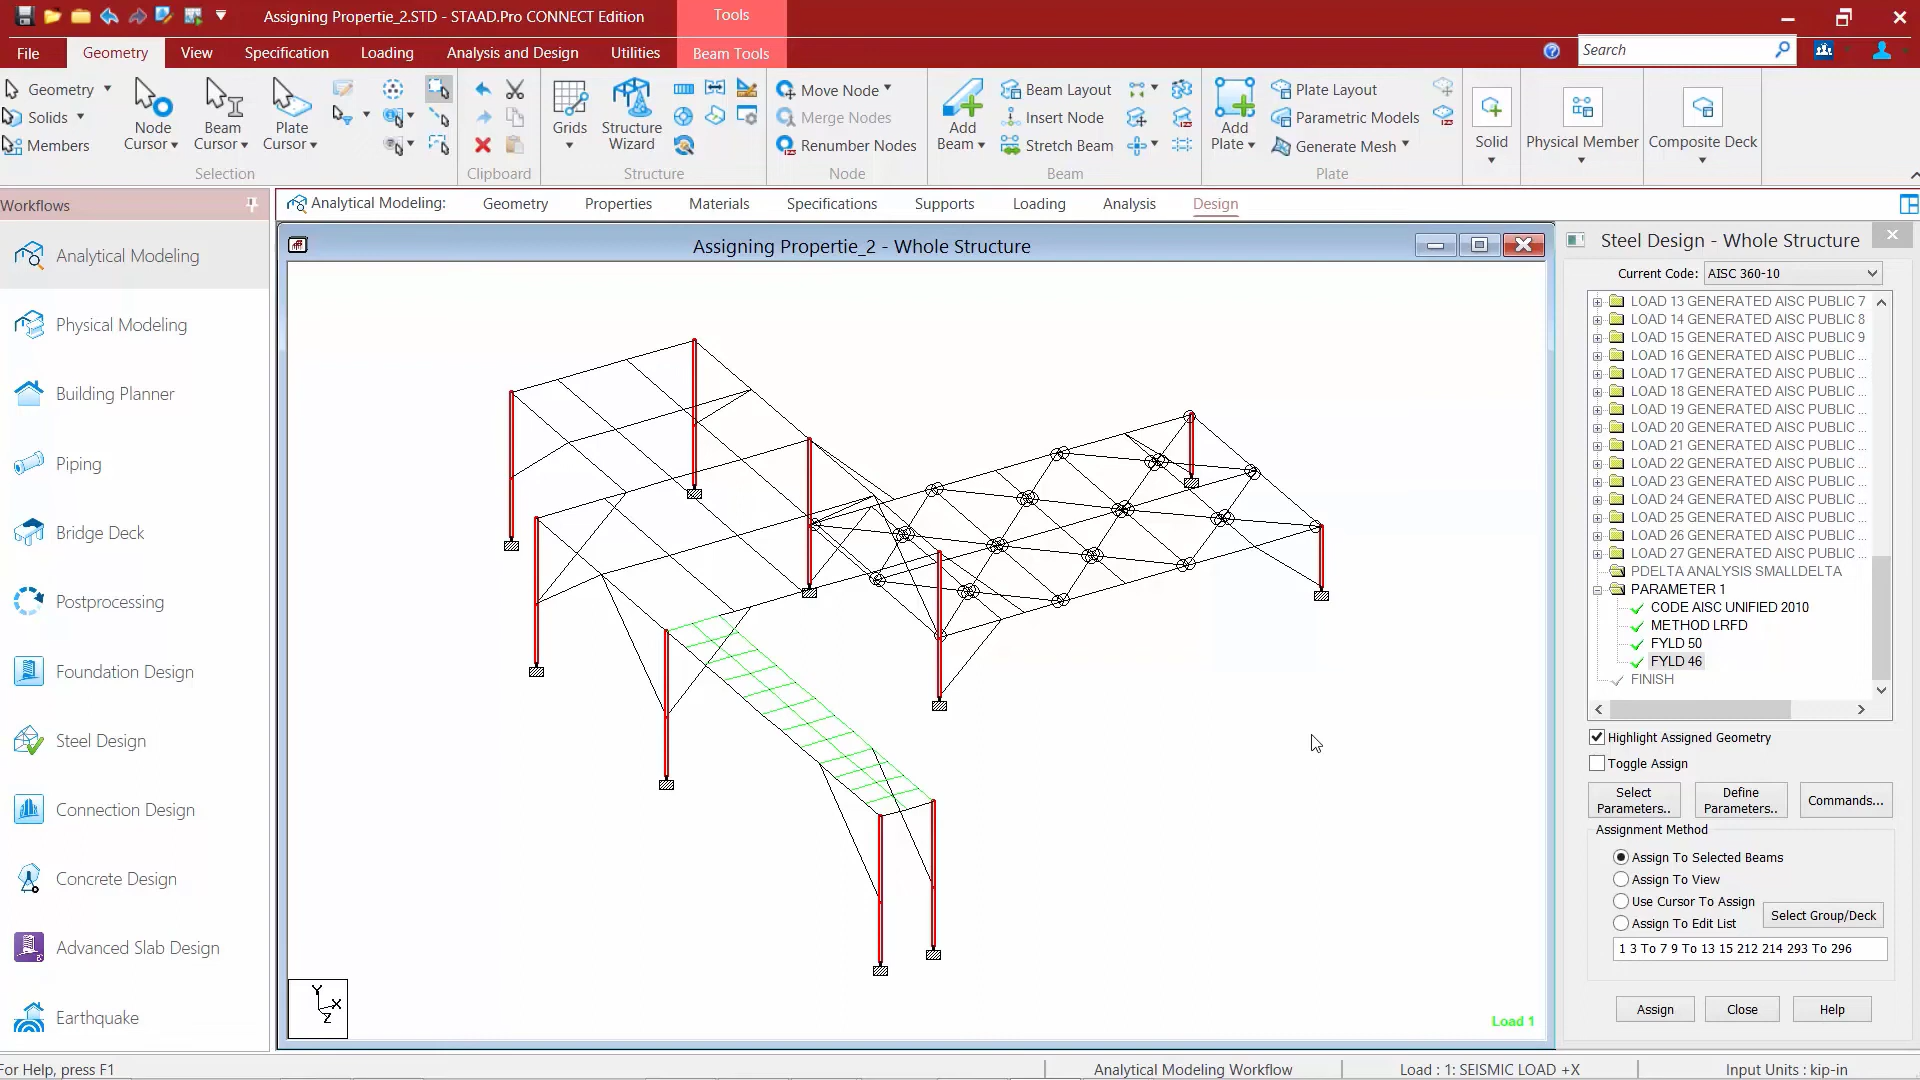 Assigning Propertie_2.STD - STAAD.Pro CONNECT Edition
Tools
File
Geometry
View
Specification
Loading
Analysis and Design
Utilities
Beam Tools
Search
Geometry
Solids
Members
Node Cursor
Beam Cursor
Plate Cursor
Selection
Clipboard
Grids
Structure Wizard
Structure
Move Node
Merge Nodes
Renumber Nodes
Node
Add Beam
Beam Layout
Insert Node
Stretch Beam
Beam
Add Plate
Plate Layout
Parametric Models
Generate Mesh
Plate
Solid
Physical Member
Composite Deck
Workflows
Analytical Modeling
Physical Modeling
Building Planner
Piping
Bridge Deck
Postprocessing
Foundation Design
Steel Design
Connection Design
Concrete Design
Advanced Slab Design
Earthquake
Analytical Modeling:
Geometry
Properties
Materials
Specifications
Supports
Loading
Analysis
Design
Assigning Propertie_2 - Whole Structure
Y
X
Z
Load 1
Steel Design - Whole Structure
Current Code: AISC 360-10
LOAD 13 GENERATED AISC PUBLIC 7
LOAD 14 GENERATED AISC PUBLIC 8
LOAD 15 GENERATED AISC PUBLIC 9
LOAD 16 GENERATED AISC PUBLIC ...
LOAD 17 GENERATED AISC PUBLIC ...
LOAD 18 GENERATED AISC PUBLIC ...
LOAD 19 GENERATED AISC PUBLIC ...
LOAD 20 GENERATED AISC PUBLIC ...
LOAD 21 GENERATED AISC PUBLIC ...
LOAD 22 GENERATED AISC PUBLIC ...
LOAD 23 GENERATED AISC PUBLIC ...
LOAD 24 GENERATED AISC PUBLIC ...
LOAD 25 GENERATED AISC PUBLIC ...
LOAD 26 GENERATED AISC PUBLIC ...
LOAD 27 GENERATED AISC PUBLIC ...
PDELTA ANALYSIS SMALLDELTA
PARAMETER 1
CODE AISC UNIFIED 2010
METHOD LRFD
FYLD 50
FYLD 46
FINISH
Highlight Assigned Geometry
Toggle Assign
Select Parameters..
Define Parameters..
Commands...
Assignment Method
Assign To Selected Beams
Assign To View
Use Cursor To Assign
Assign To Edit List
Select Group/Deck
1 3 To 7 9 To 13 15 212 214 293 To 296
Assign
Close
Help
For Help, press F1
Analytical Modeling Workflow
Load : 1: SEISMIC LOAD +X
Input Units : kip-in